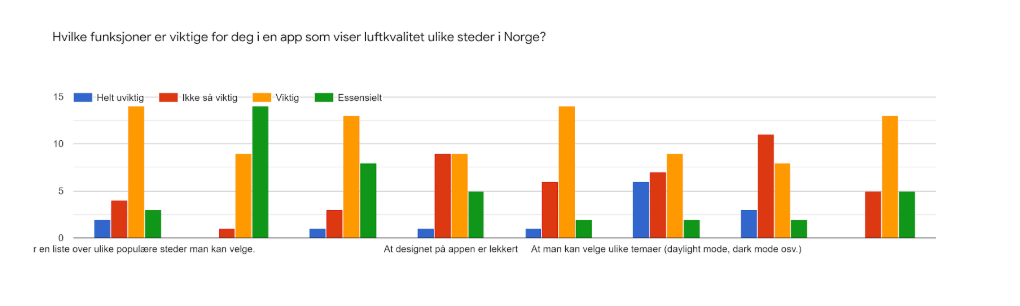 Hvilke funksjoner er viktige for deg i en app som viser luftkvalitet ulike steder i Norge?
15
Helt uviktig
Ikke så viktig
Viktig
Essensielt
10
5
0
r en liste over ulike populære steder man kan velge.
At designet på appen er lekkert
At man kan velge ulike temaer (daylight mode, dark mode osv.)